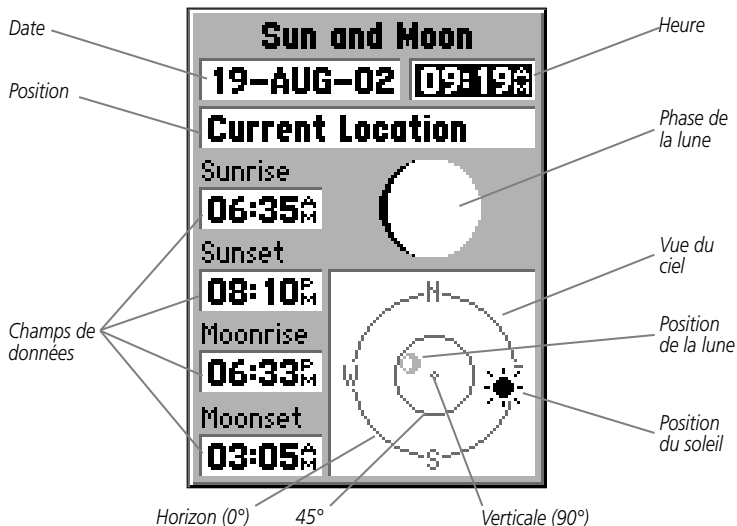 Sun and Moon
Date
Heure
19-AUG-02 09:19AM
Position
Current Location
Phase de
la lune
Sunrise
06:35AM
Sunset
08:10PM
Vue du
ciel
N
Champs de
données
Moonrise
06:33PM
Position
de la lune
W
Moonset
03:05AM
Position
du soleil
S
Horizon (0°) 45° Verticale (90°)